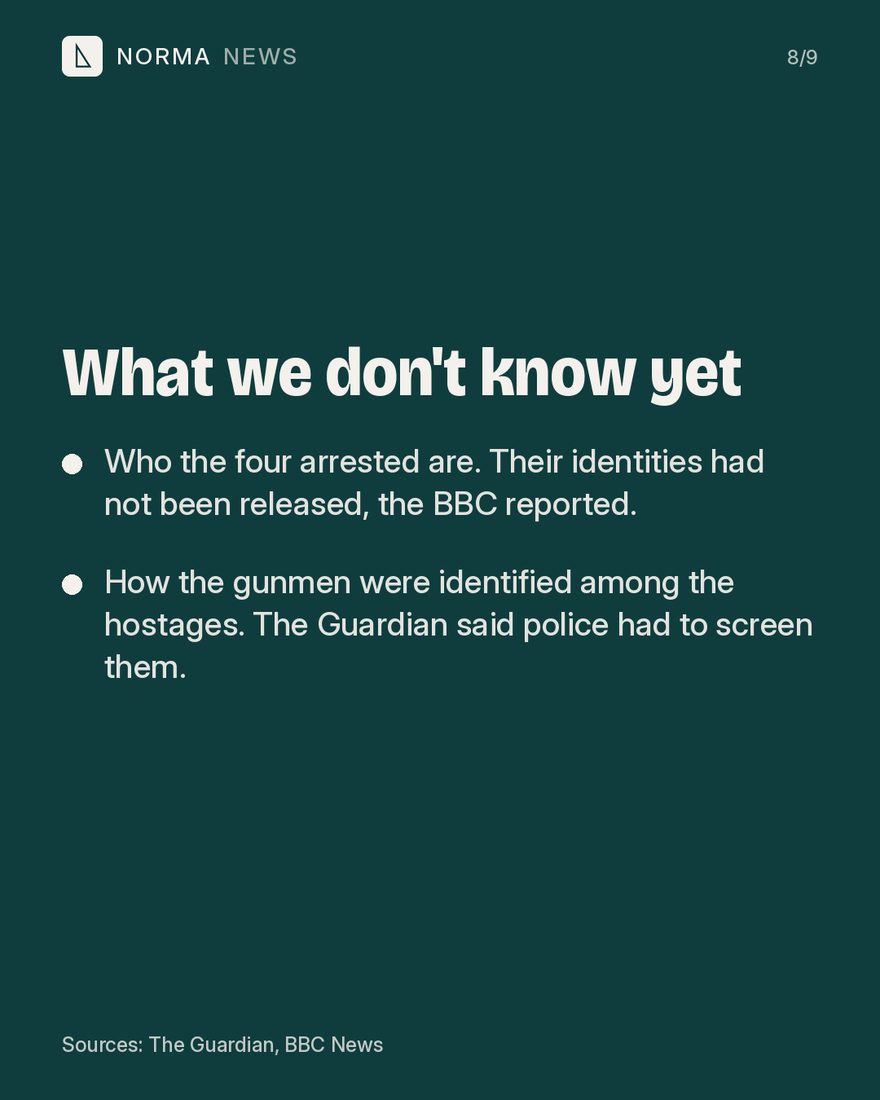 NORMA NEWS
8/9
What we don't know yet
Who the four arrested are. Their identities had
not been released, the BBC reported.
How the gunmen were identified among the
hostages. The Guardian said police had to screen
them.
Sources: The Guardian, BBC News